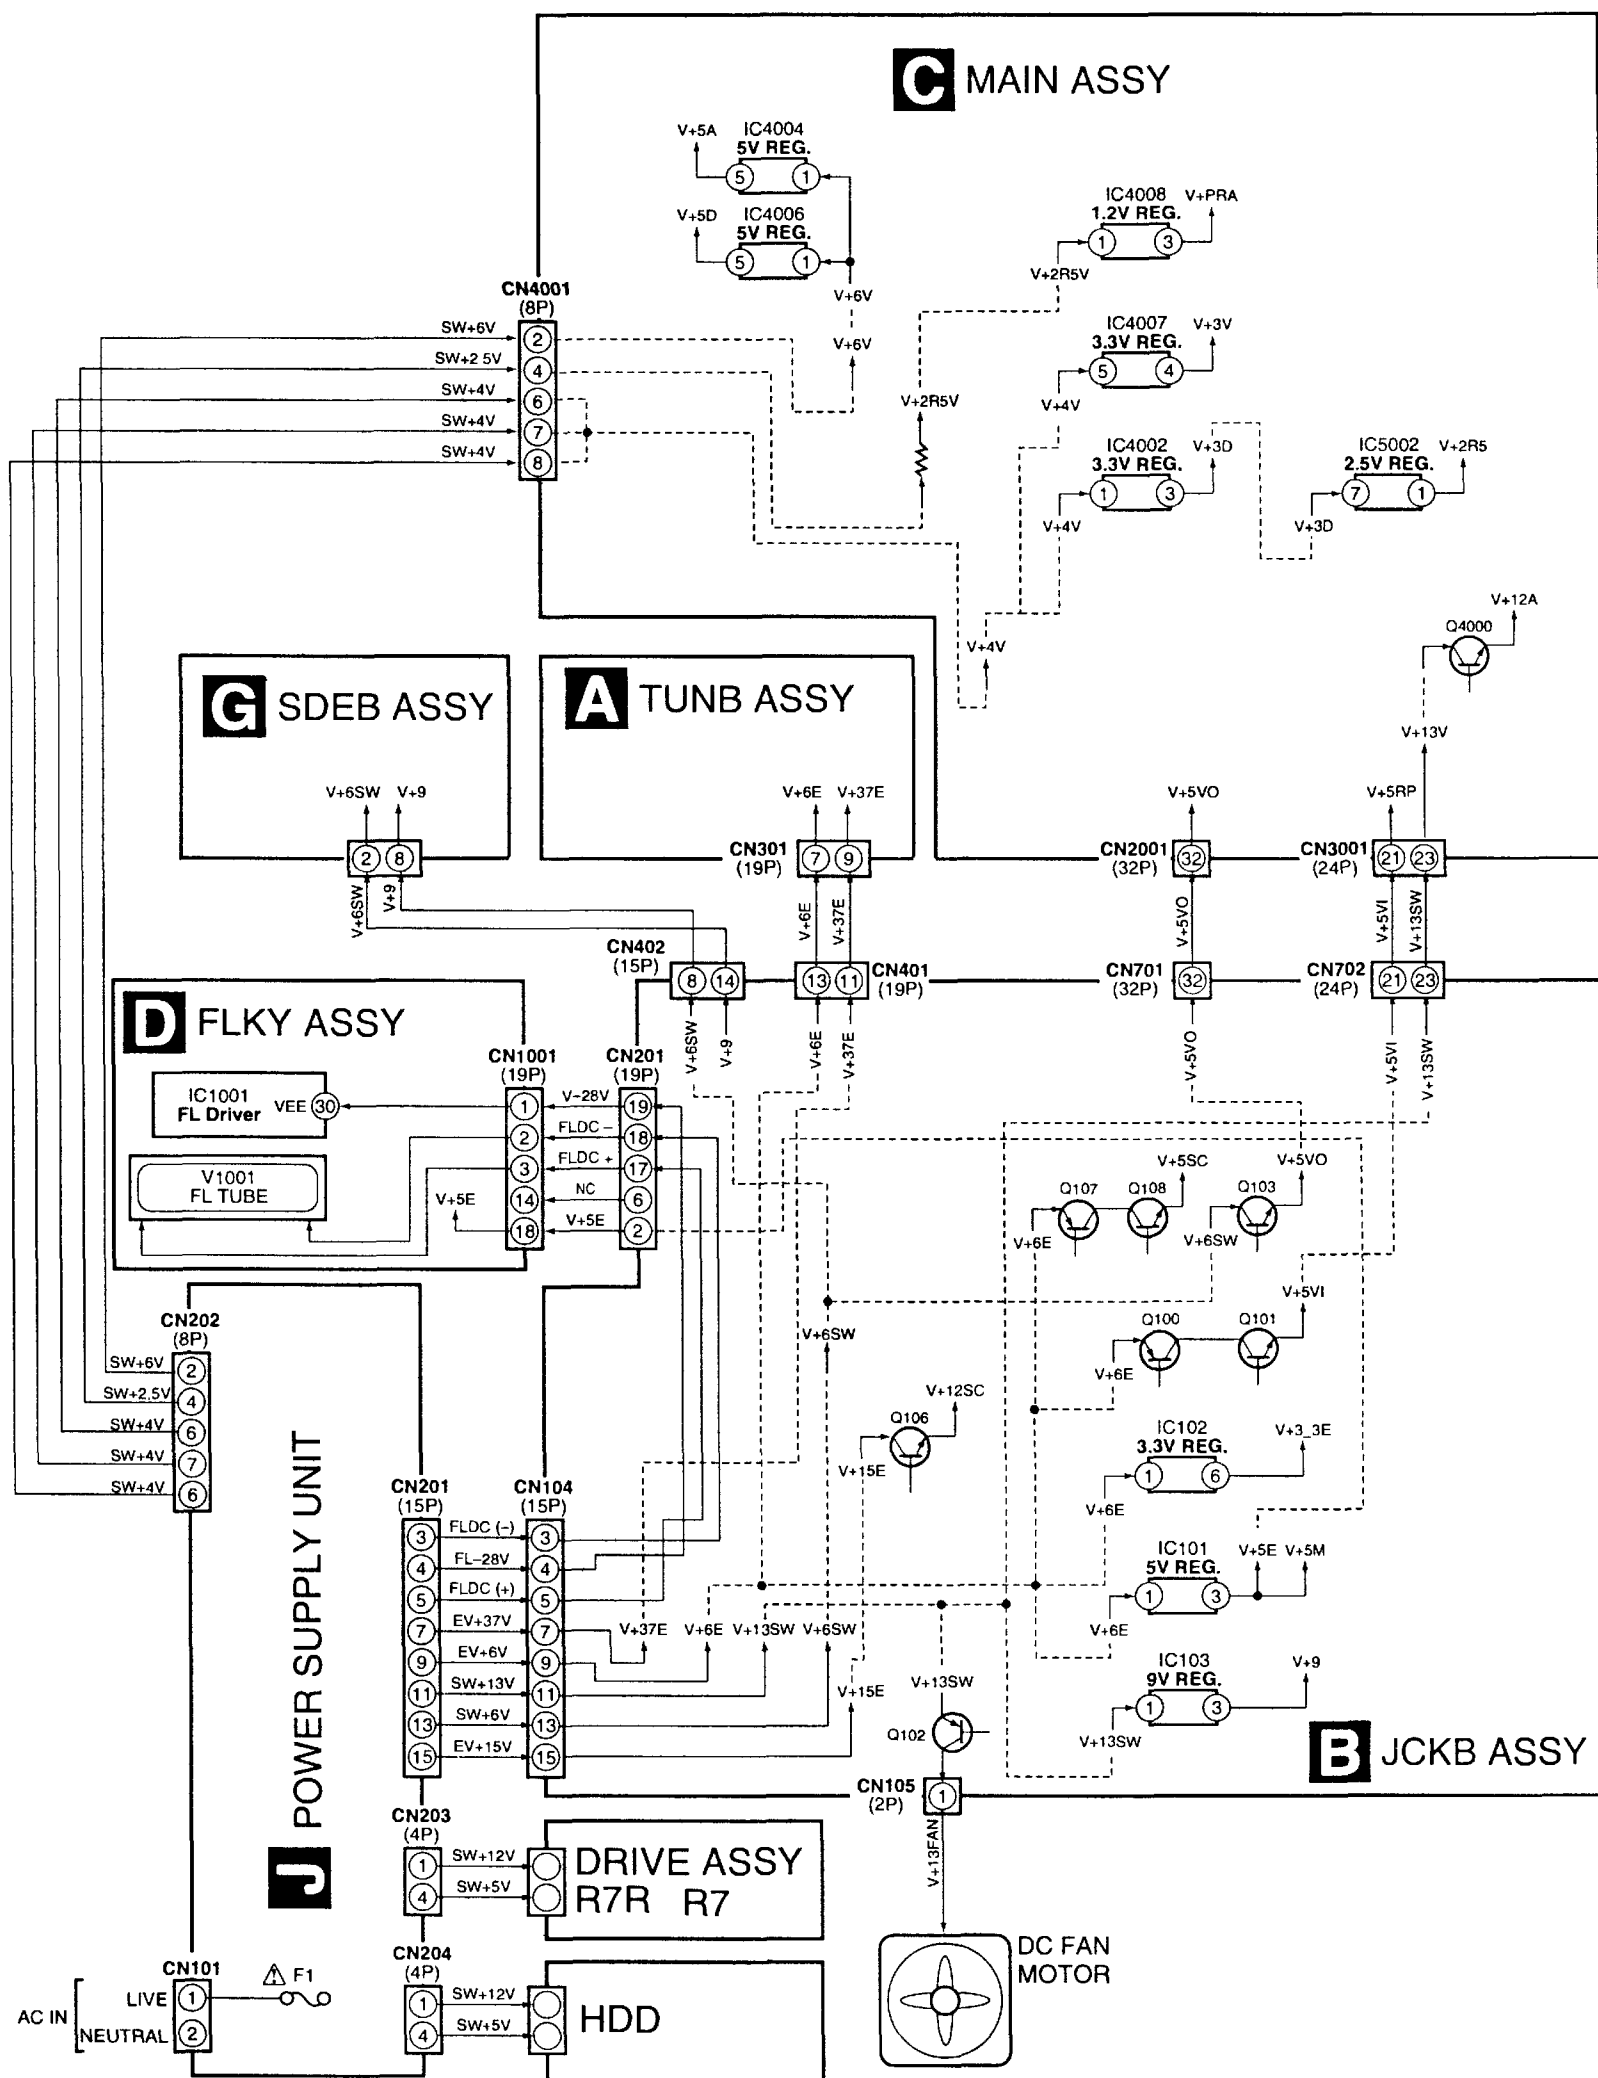 C MAIN ASSY
V+5A
IC4004
5V REG.
5
1
V+5D
IC4006
5V REG.
5
1
V+6V
V+6V
IC4008
1.2V REG.
V+PRA
1
3
V+2R5V
IC4007
3.3V REG.
V+3V
5
4
V+4V
V+2R5V
IC4002
3.3V REG.
V+3D
1
3
V+4V
IC5002
2.5V REG.
V+2R5
7
1
V+3D
CN4001
(8P)
SW+6V
2
SW+2 5V
4
SW+4V
6
SW+4V
7
SW+4V
8
V+4V
V+12A
Q4000
V+13V
G SDEB ASSY
V+6SW
V+9
2
8
V+6SW
V+9
A TUNB ASSY
V+6E
V+37E
CN301
(19P)
7
9
V+6E
V+37E
V+5VO
CN2001
(32P)
32
V+5VO
V+5RP
CN3001
(24P)
21
23
V+5VI
V+13SW
CN402
(15P)
8
14
13
11
CN401
(19P)
CN701
(32P)
32
CN702
(24P)
21
23
V+6SW
V+9
V+6E
V+37E
V+5VO
V+5VI
V+13SW
D FLKY ASSY
CN1001
(19P)
CN201
(19P)
IC1001
FL Driver
VEE
30
V1001
FL TUBE
V+5E
1
V-28V
19
2
FLDC -
18
3
FLDC +
17
14
NC
6
18
V+5E
2
V+5SC
Q107
Q108
V+6E
V+5VO
Q103
V+6SW
V+5VI
Q100
Q101
V+6E
V+6SW
V+12SC
Q106
V+15E
IC102
3.3V REG.
V+3_3E
1
6
V+6E
IC101
5V REG.
V+5E
V+5M
1
3
V+6E
IC103
9V REG.
V+9
1
3
V+13SW
CN202
(8P)
SW+6V
2
SW+2.5V
4
SW+4V
6
SW+4V
7
SW+4V
6
J POWER SUPPLY UNIT
CN201
(15P)
CN104
(15P)
3
FLDC (-)
3
4
FL-28V
4
5
FLDC (+)
5
7
EV+37V
7
9
EV+6V
9
11
SW+13V
11
13
SW+6V
13
15
EV+15V
15
V+37E
V+6E
V+13SW
V+6SW
V+15E
V+13SW
Q102
B JCKB ASSY
CN105
(2P)
1
V+13FAN
DC FAN
MOTOR
CN203
(4P)
1
SW+12V
4
SW+5V
DRIVE ASSY
R7R R7
CN204
(4P)
1
SW+12V
4
SW+5V
HDD
CN101
AC IN
LIVE
1
F1
NEUTRAL
2